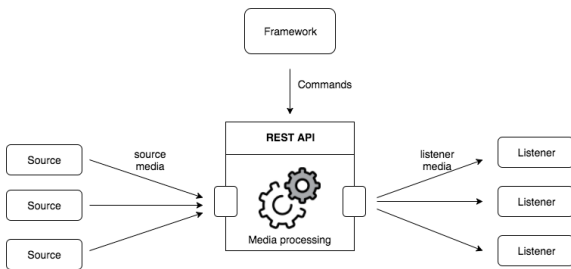 Framework
Commands
REST API
source
media
listener
media
Source
Source
Source
Media processing
Listener
Listener
Listener